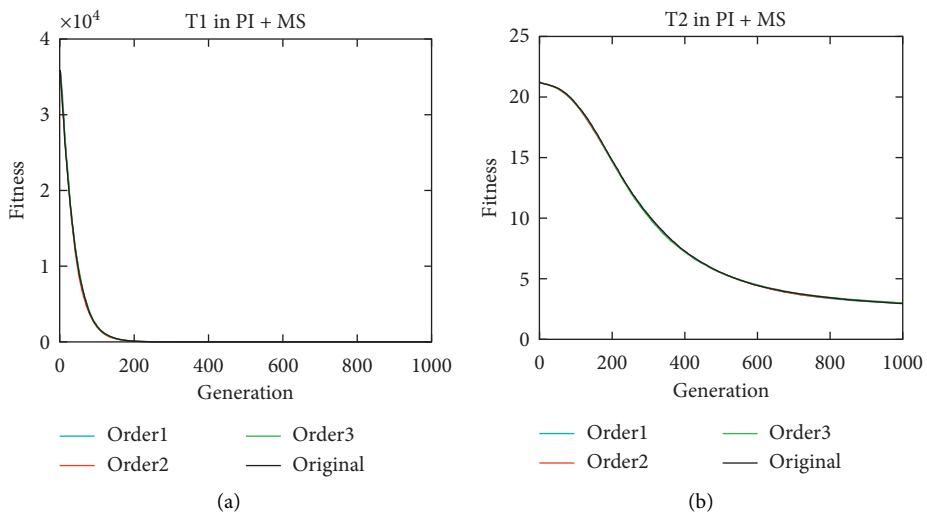 T1 in PI + MS
×10⁴
4
3
2
1
0
Fitness
0 200 400 600 800 1000
Generation
Order1
Order3
Order2
Original
(a)
T2 in PI + MS
25
20
15
10
5
0
Fitness
0 200 400 600 800 1000
Generation
Order1
Order3
Order2
Original
(b)